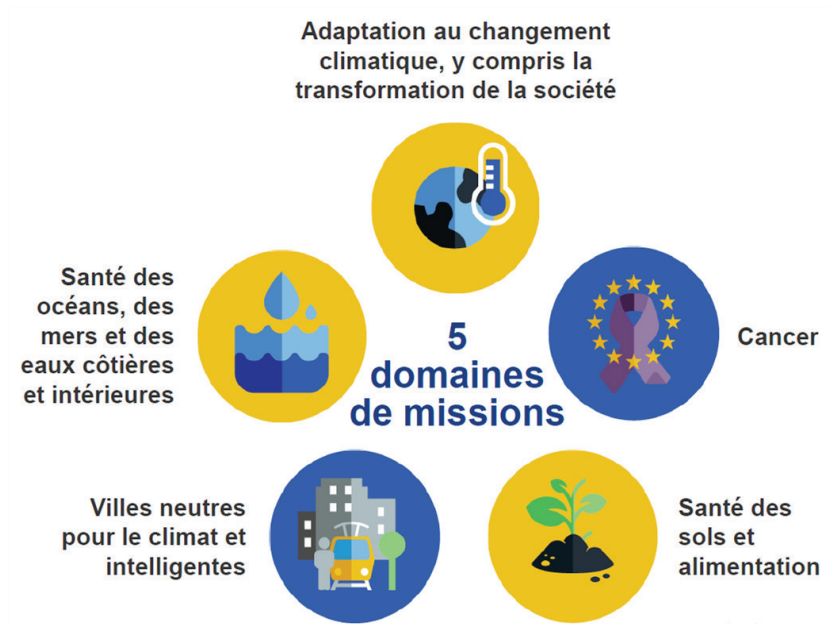 Adaptation au changement
climatique, y compris la
transformation de la société
Santé des
océans, des
mers et des
eaux côtières
et intérieures
5
domaines
de missions
Cancer
Villes neutres
pour le climat et
intelligentes
Santé des
sols et
alimentation